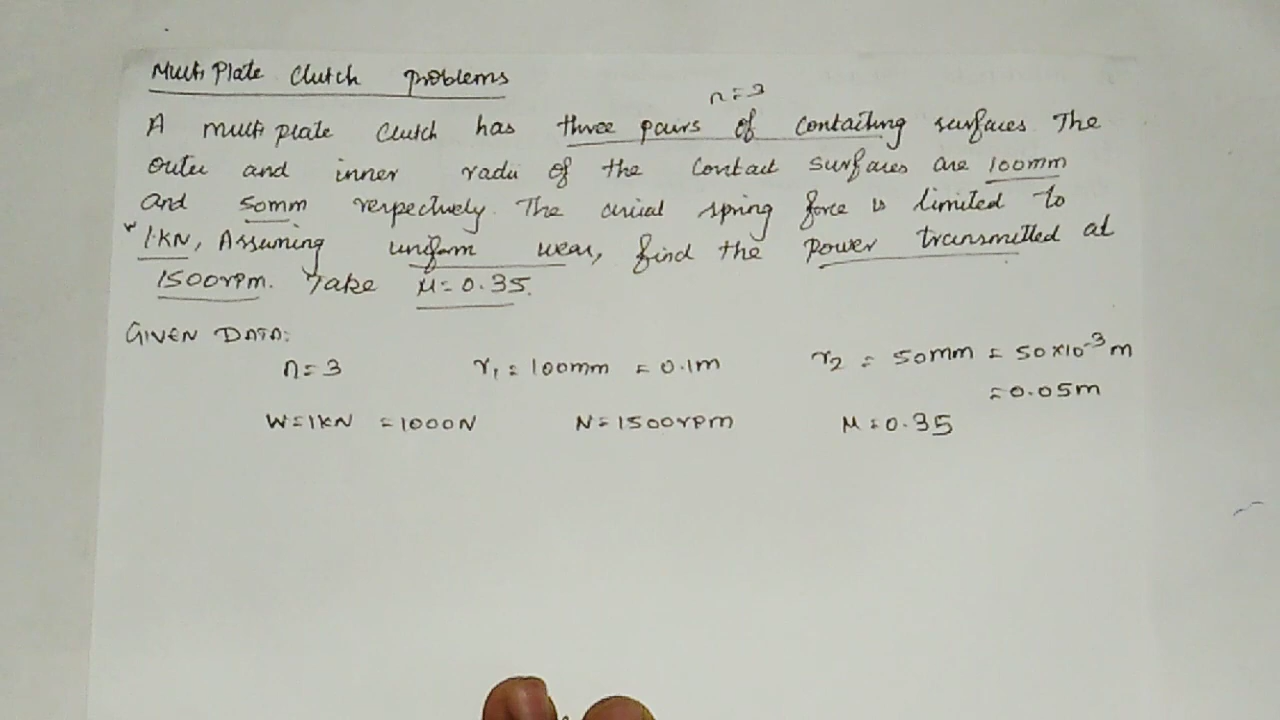 Multi Plate Clutch problems
n=3
A multi plate clutch has three pairs of contacting surfaces The
outer and inner radii of the contact surfaces are 100mm
and 50mm respectively. The axial spring force is limited to
1kN, Assuming uniform wear, find the power transmitted at
1500rpm. Take μ=0.35.
GIVEN DATA:
n=3 r₁ = 100mm = 0.1m r₂ = 50mm = 50×10⁻³m
=0.05m
W=1kN =1000N N=1500rpm μ=0.35